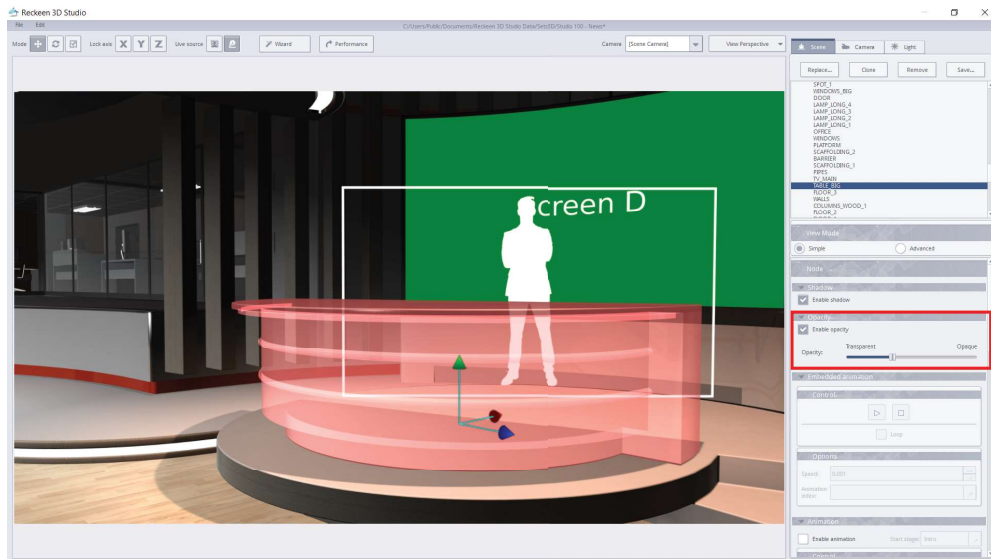 Reckeen 3D Studio
File Edit
C:/Users/Public/Documents/Reckeen 3D Studio Data/Sets3D/Studio 100 - News*
Mode Lock axis X Y Z Live source Wizard Performance Camera [Scene Camera] View Perspective
Scene Camera Light
Replace... Clone Remove Save...
SPOT_1
WINDOWS_BIG
DOOR
LAMP_LONG_4
LAMP_LONG_3
LAMP_LONG_2
LAMP_LONG_1
OFFICE
WINDOWS
PLATFORM
SCAFFOLDING_2
BARRIER
SCAFFOLDING_1
PIPES
TV_MAIN
TABLE_BIG
FLOOR_3
WALLS
COLUMNS_WOOD_1
FLOOR_2
View Mode
Simple Advanced
Node
Shadow
Enable shadow
Opacity
Enable opacity
Transparent Opaque
Opacity:
Embedded animation
Control
Loop
Options
Speed: 0.001
Animation index:
Animation
Enable animation Start stage: Intro
Control
creen D